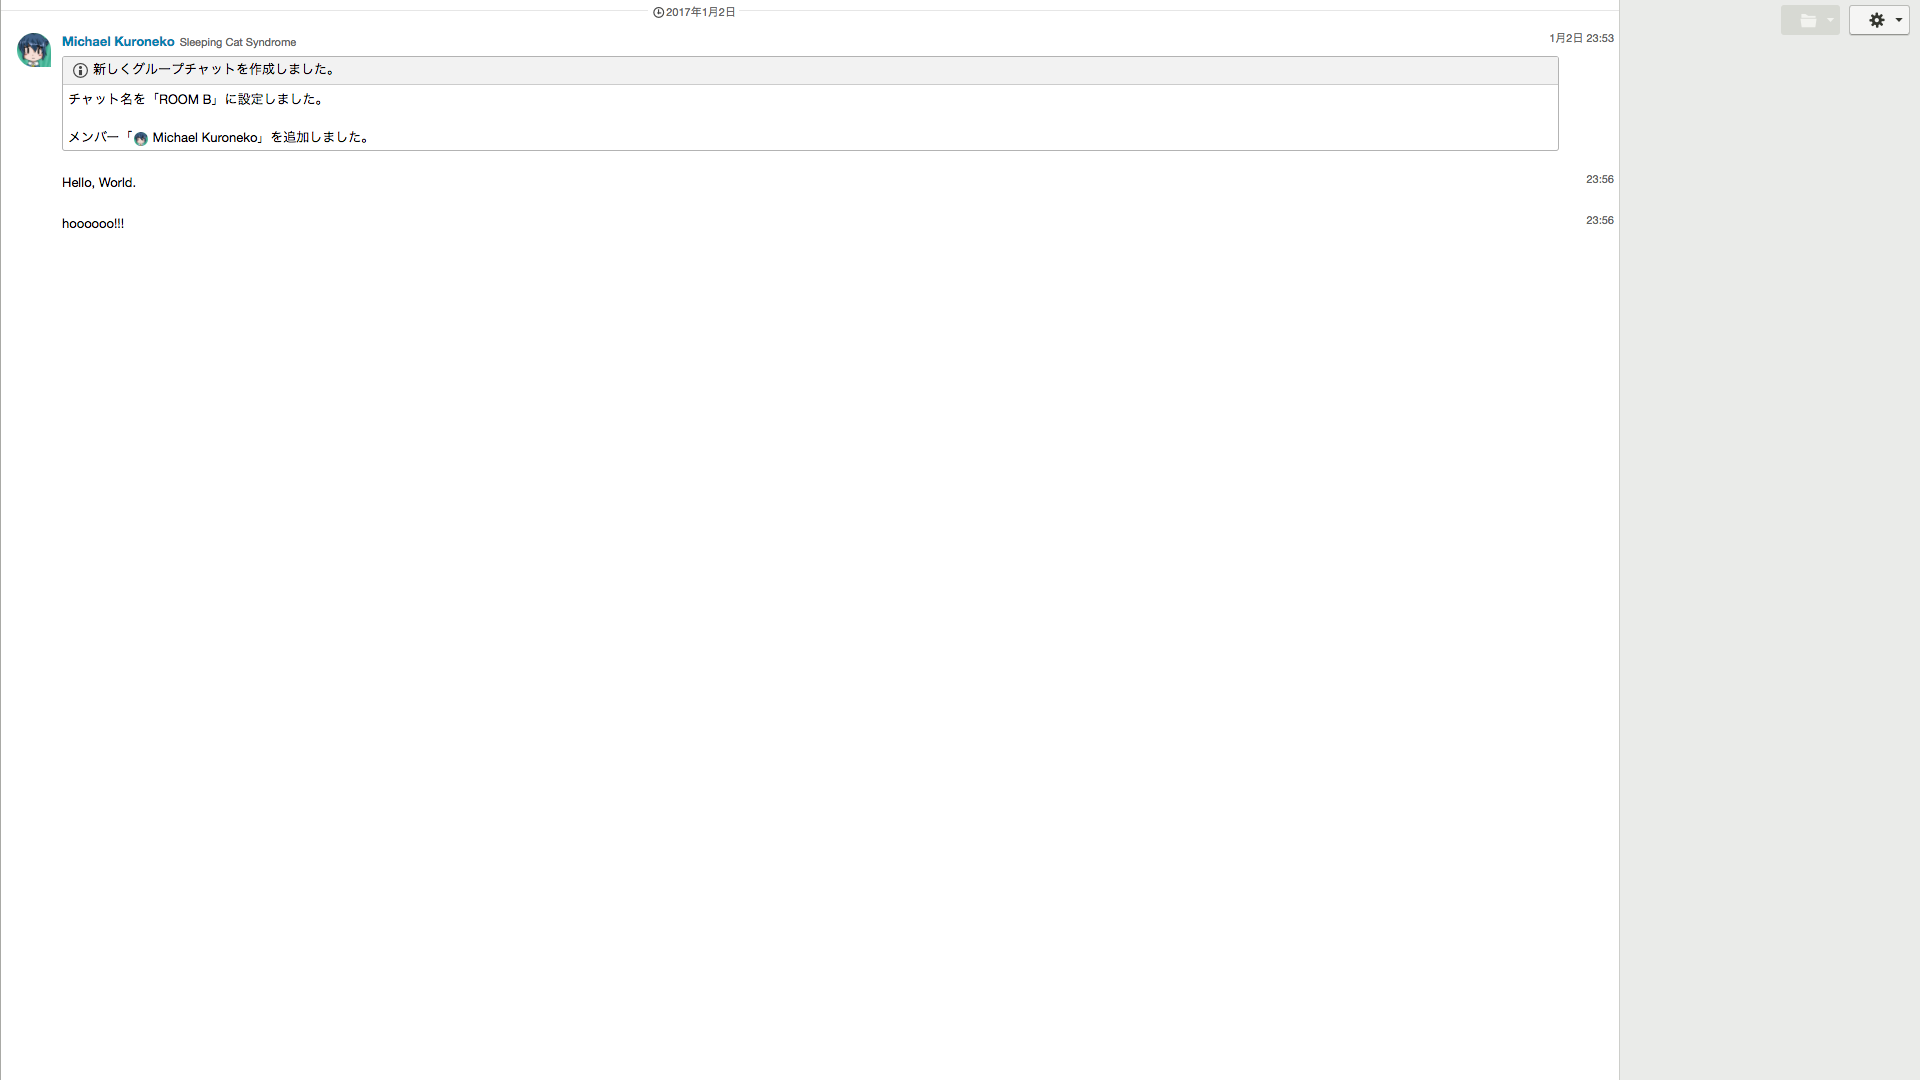 2017年1月2日
Michael Kuroneko Sleeping Cat Syndrome 1月2日 23:53
新しくグループチャットを作成しました。
チャット名を「ROOM B」に設定しました。
メンバー「 Michael Kuroneko」を追加しました。
Hello, World. 23:56
hoooooo!!! 23:56